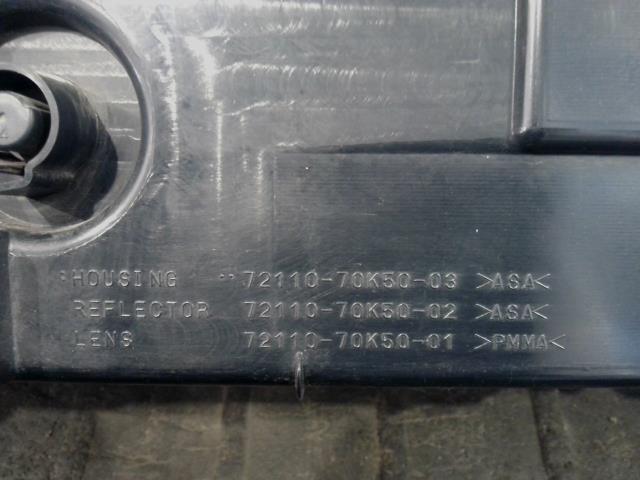 HOUSING 72110-70K50-03 >ASA<
REFLECTOR 72110-70K50-02 >ASA<
LENS 72110-70K50-01 >PMMA<